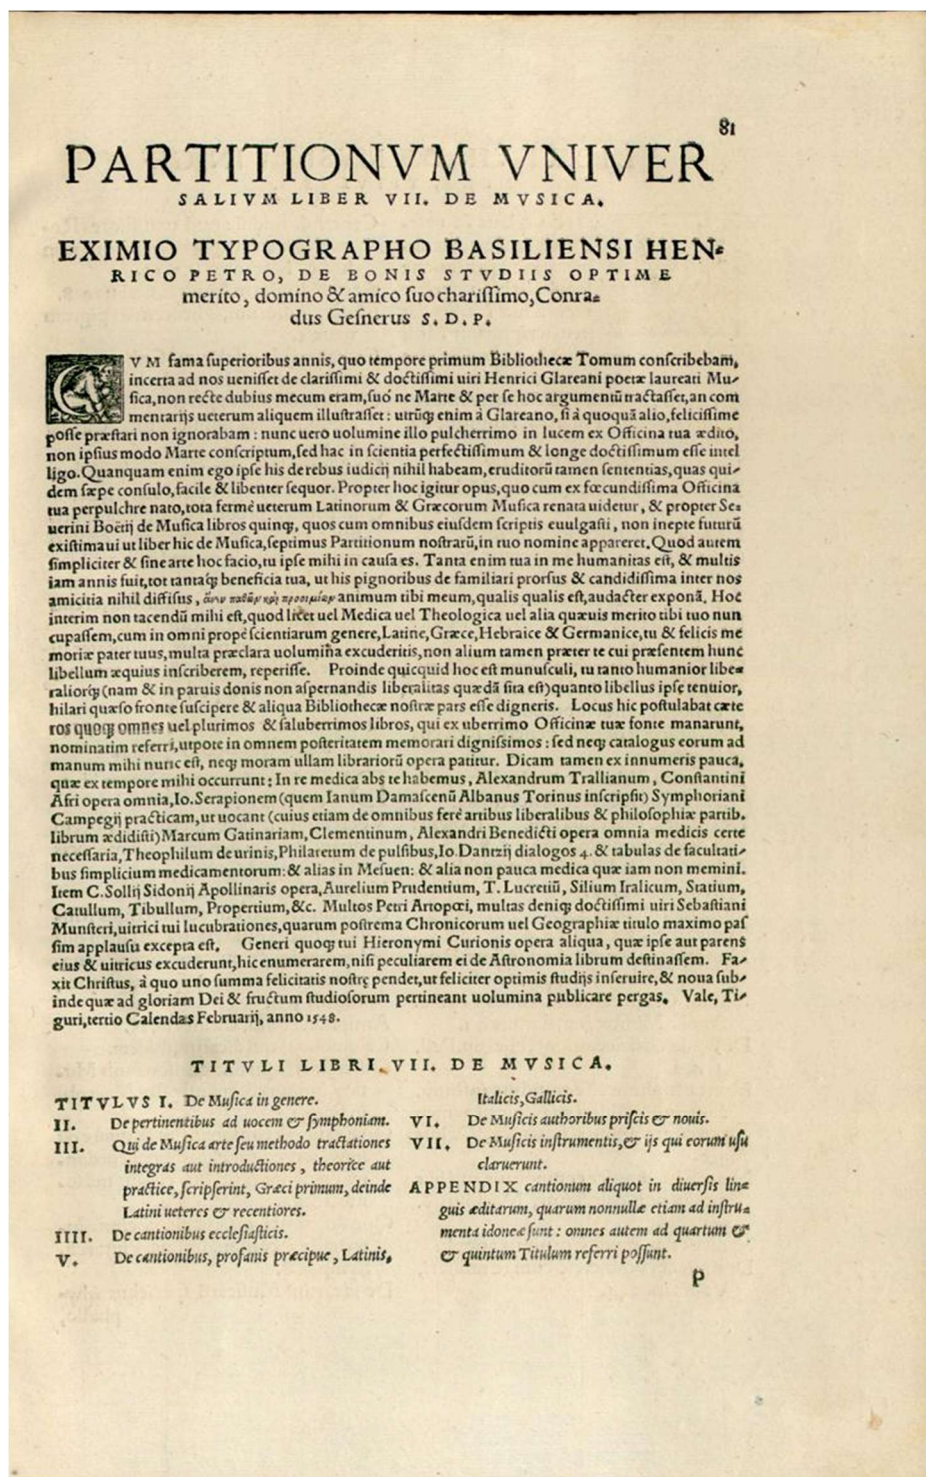 81
PARTITIONVM VNIVER
SALIVM LIBER VII. DE MVSICA.
EXIMIO TYPOGRAPHO BASILIENSI HEN⸗
RICO PETRO, DE BONIS STVDIIS OPTIME
merito, domino & amico suo charissimo, Conra⸗
dus Gesnerus S. D. P.
CVM fama superioribus annis, quo tempore primum Bibliothecæ Tomum conscribebam,
incerta ad nos uenisset de clarissimi & doctissimi uiri Henrici Glareani poetæ laureati Mu⸗
sica, non recte dubius mecum eram, suo ne Marte & per se hoc argumentū tractasset, an com
mentarijs ueterum aliquem illustrasset: utrūq; enim à Glareano, si à quoquā alio, felicissime
posse præstari non ignorabam: nunc uero uolumine illo pulcherrimo in lucem ex Officina tua ædito,
non ipsius modo Marte conscriptum, sed hac in scientia perfectissimum & longe doctissimum esse intel
ligo. Quanquam enim ego ipse his de rebus iudicij nihil habeam, eruditorū tamen sententias, quas qui⸗
dem sæpe consulo, facile & libenter sequor. Propter hoc igitur opus, quo cum ex fœcundissima Officina
tua perpulchre nato, tota fermè ueterum Latinorum & Græcorum Musica renata uidetur, & propter Se⸗
uerini Boëtij de Musica libros quinq;, quos cum omnibus eiusdem scriptis euulgasti, non inepte futurū
existimaui ut liber hic de Musica, septimus Partitionum nostrarū, in tuo nomine appareret. Quod autem
simpliciter & sine arte hoc facio, tu ipse mihi in causa es. Tanta enim tua in me humanitas est, & multis
iam annis fuit, tot tantaq; beneficia tua, ut his pignoribus de familiari prorsus & candidissima inter nos
amicitia nihil diffisus, ἄνευ παθῶν καὶ προοιμίων animum tibi meum, qualis qualis est, audacter exponā. Hoc
interim non tacendū mihi est, quod licet uel Medica uel Theologica uel alia quæuis merito tibi tuo nun
cupassem, cum in omni propè scientiarum genere, Latine, Græce, Hebraice & Germanice, tu & felicis me
moriæ pater tuus, multa præclara uolumina excuderitis, non alium tamen præter te cui præsentem hunc
libellum æquius inscriberem, reperisse. Proinde quicquid hoc est munusculi, tu tanto humanior libe⸗
raliorq; (nam & in paruis donis non aspernandis liberalitas quædā sita est) quanto libellus ipse tenuior,
hilari quæso fronte suscipere & aliqua Bibliothecæ nostræ pars esse digneris. Locus hic postulabat cæte
ros quoq; omnes uel plurimos & saluberrimos libros, qui ex uberrimo Officinæ tuæ fonte manarunt,
nominatim referri, utpote in omnem posteritatem memorari dignissimos: sed neq; catalogus eorum ad
manum mihi nunc est, neq; moram ullam librariorū opera patitur. Dicam tamen ex innumeris pauca,
quæ ex tempore mihi occurrunt: In re medica abs te habemus, Alexandrum Trallianum, Constantini
Afri opera omnia, Io. Serapionem (quem Ianum Damascenū Albanus Torinus inscripsit) Symphoriani
Campegij practicam, ut uocant (cuius etiam de omnibus ferè artibus liberalibus & philosophiæ partib.
librum ædidisti) Marcum Gatinariam, Clementinum, Alexandri Benedicti opera omnia medicis certe
necessaria, Theophilum de urinis, Philaretum de pulsibus, Io. Dantzij dialogos 4. & tabulas de facultati⸗
bus simplicium medicamentorum: & alias in Mesuen: & alia non pauca medica quæ iam non memini.
Item C. Sollij Sidonij Apollinaris opera, Aurelium Prudentium, T. Lucretiū, Silium Italicum, Statium,
Catullum, Tibullum, Propertium, &c. Multos Petri Artopœi, multas deniq; doctissimi uiri Sebastiani
Munsteri, uitrici tui lucubrationes, quarum postrema Chronicorum uel Geographiæ titulo maximo pas
sim applausu excepta est. Generi quoq; tui Hieronymi Curionis opera aliqua, quæ ipse aut parens
eius & uitricus excuderunt, hic enumerarem, nisi peculiarem ei de Astronomia librum destinassem. Fa⸗
xit Christus, à quo uno summa felicitatis nostrę pendet, ut feliciter optimis studijs inseruire, & noua sub⸗
inde quæ ad gloriam Dei & fructum studiosorum pertineant uolumina publicare pergas. Vale, Ti⸗
guri, tertio Calendas Februarij, anno 1548.
TITVLI LIBRI VII. DE MVSICA.
TITVLVS I. De Musica in genere.
II. De pertinentibus ad uocem & symphoniam.
III. Qui de Musica arte seu methodo tractationes
integras aut introductiones, theorice aut
practice, scripserint, Græci primum, deinde
Latini ueteres & recentiores.
IIII. De cantionibus ecclesiasticis.
V. De cantionibus, profanis præcipue, Latinis,
Italicis, Gallicis.
VI. De Musicis authoribus priscis & nouis.
VII. De Musicis instrumentis, & ijs qui eorum usu
claruerunt.
APPENDIX cantionum aliquot in diuersis lin⸗
guis æditarum, quarum nonnullæ etiam ad instru⸗
menta idoneæ sunt: omnes autem ad quartum &
& quintum Titulum referri possunt.
P